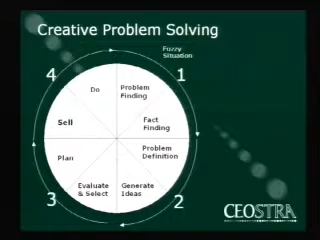 Creative Problem Solving
Fuzzy
Situation
4
1
Do
Problem
Finding
Sell
Fact
Finding
Plan
Problem
Definition
Evaluate
& Select
Generate
Ideas
3
2
CEOSTRA